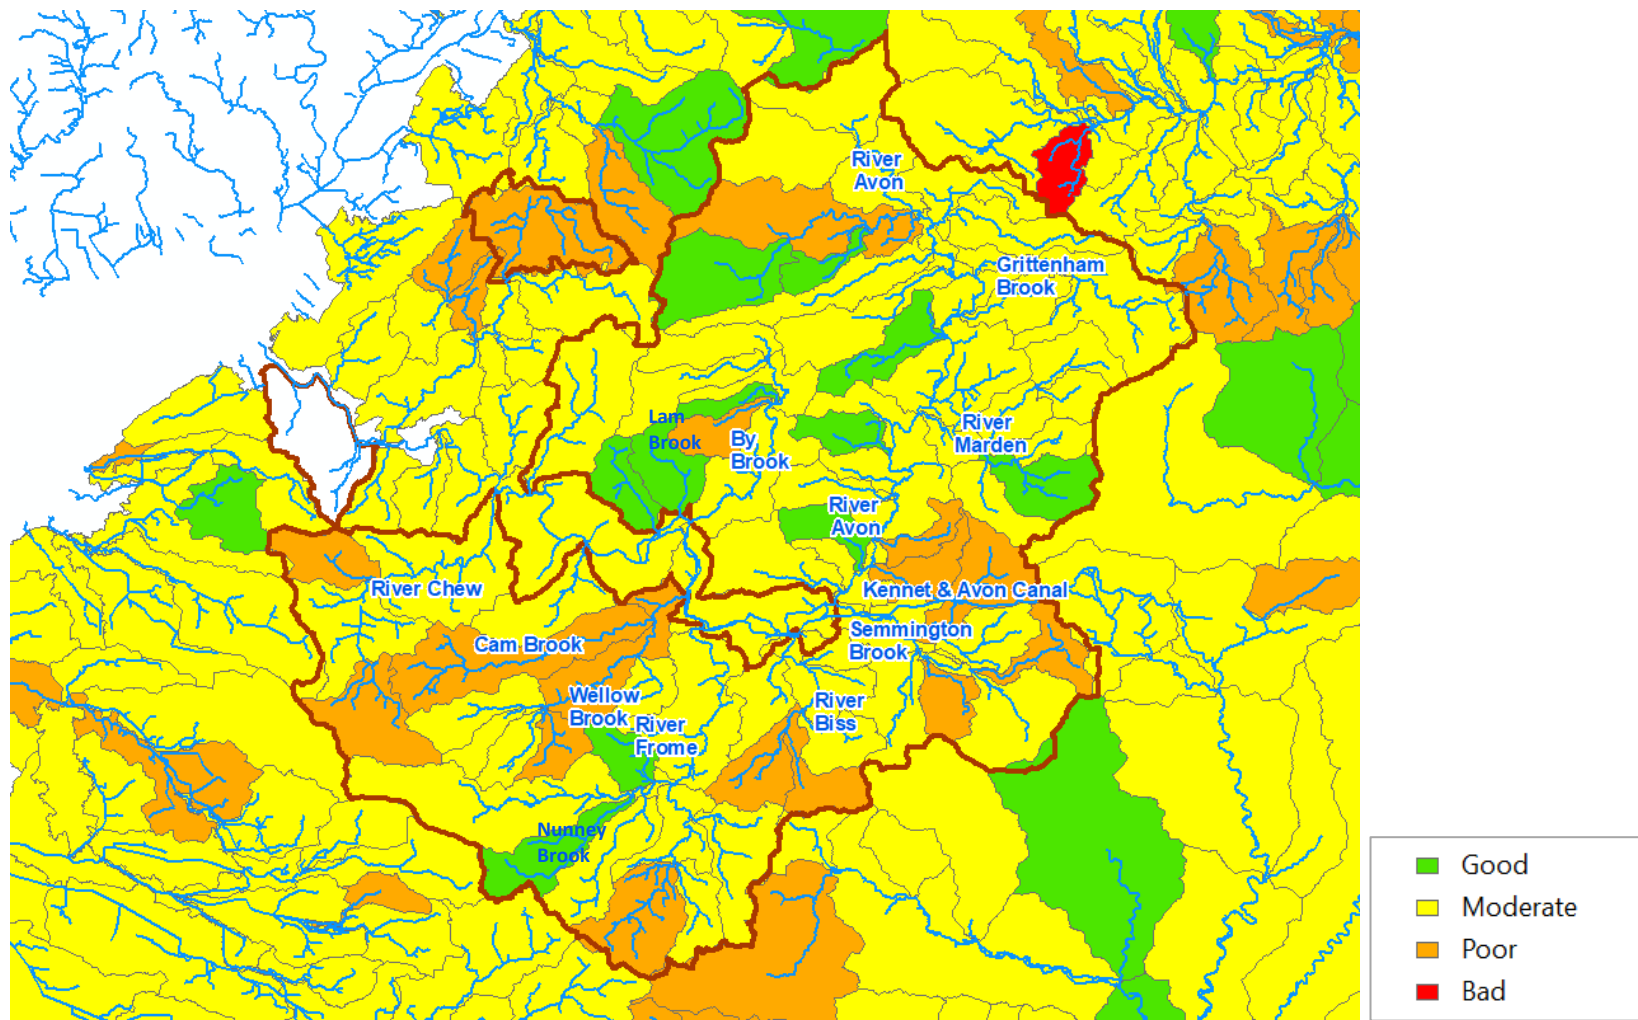 River
Avon
Grittenham
Brook
Lam
Brook
By
Brook
River
Marden
River
Avon
River Chew
Kennet & Avon Canal
Cam Brook
Semmington
Brook
Wellow
Brook
River
Frome
River
Biss
Nunney
Brook
Good
Moderate
Poor
Bad